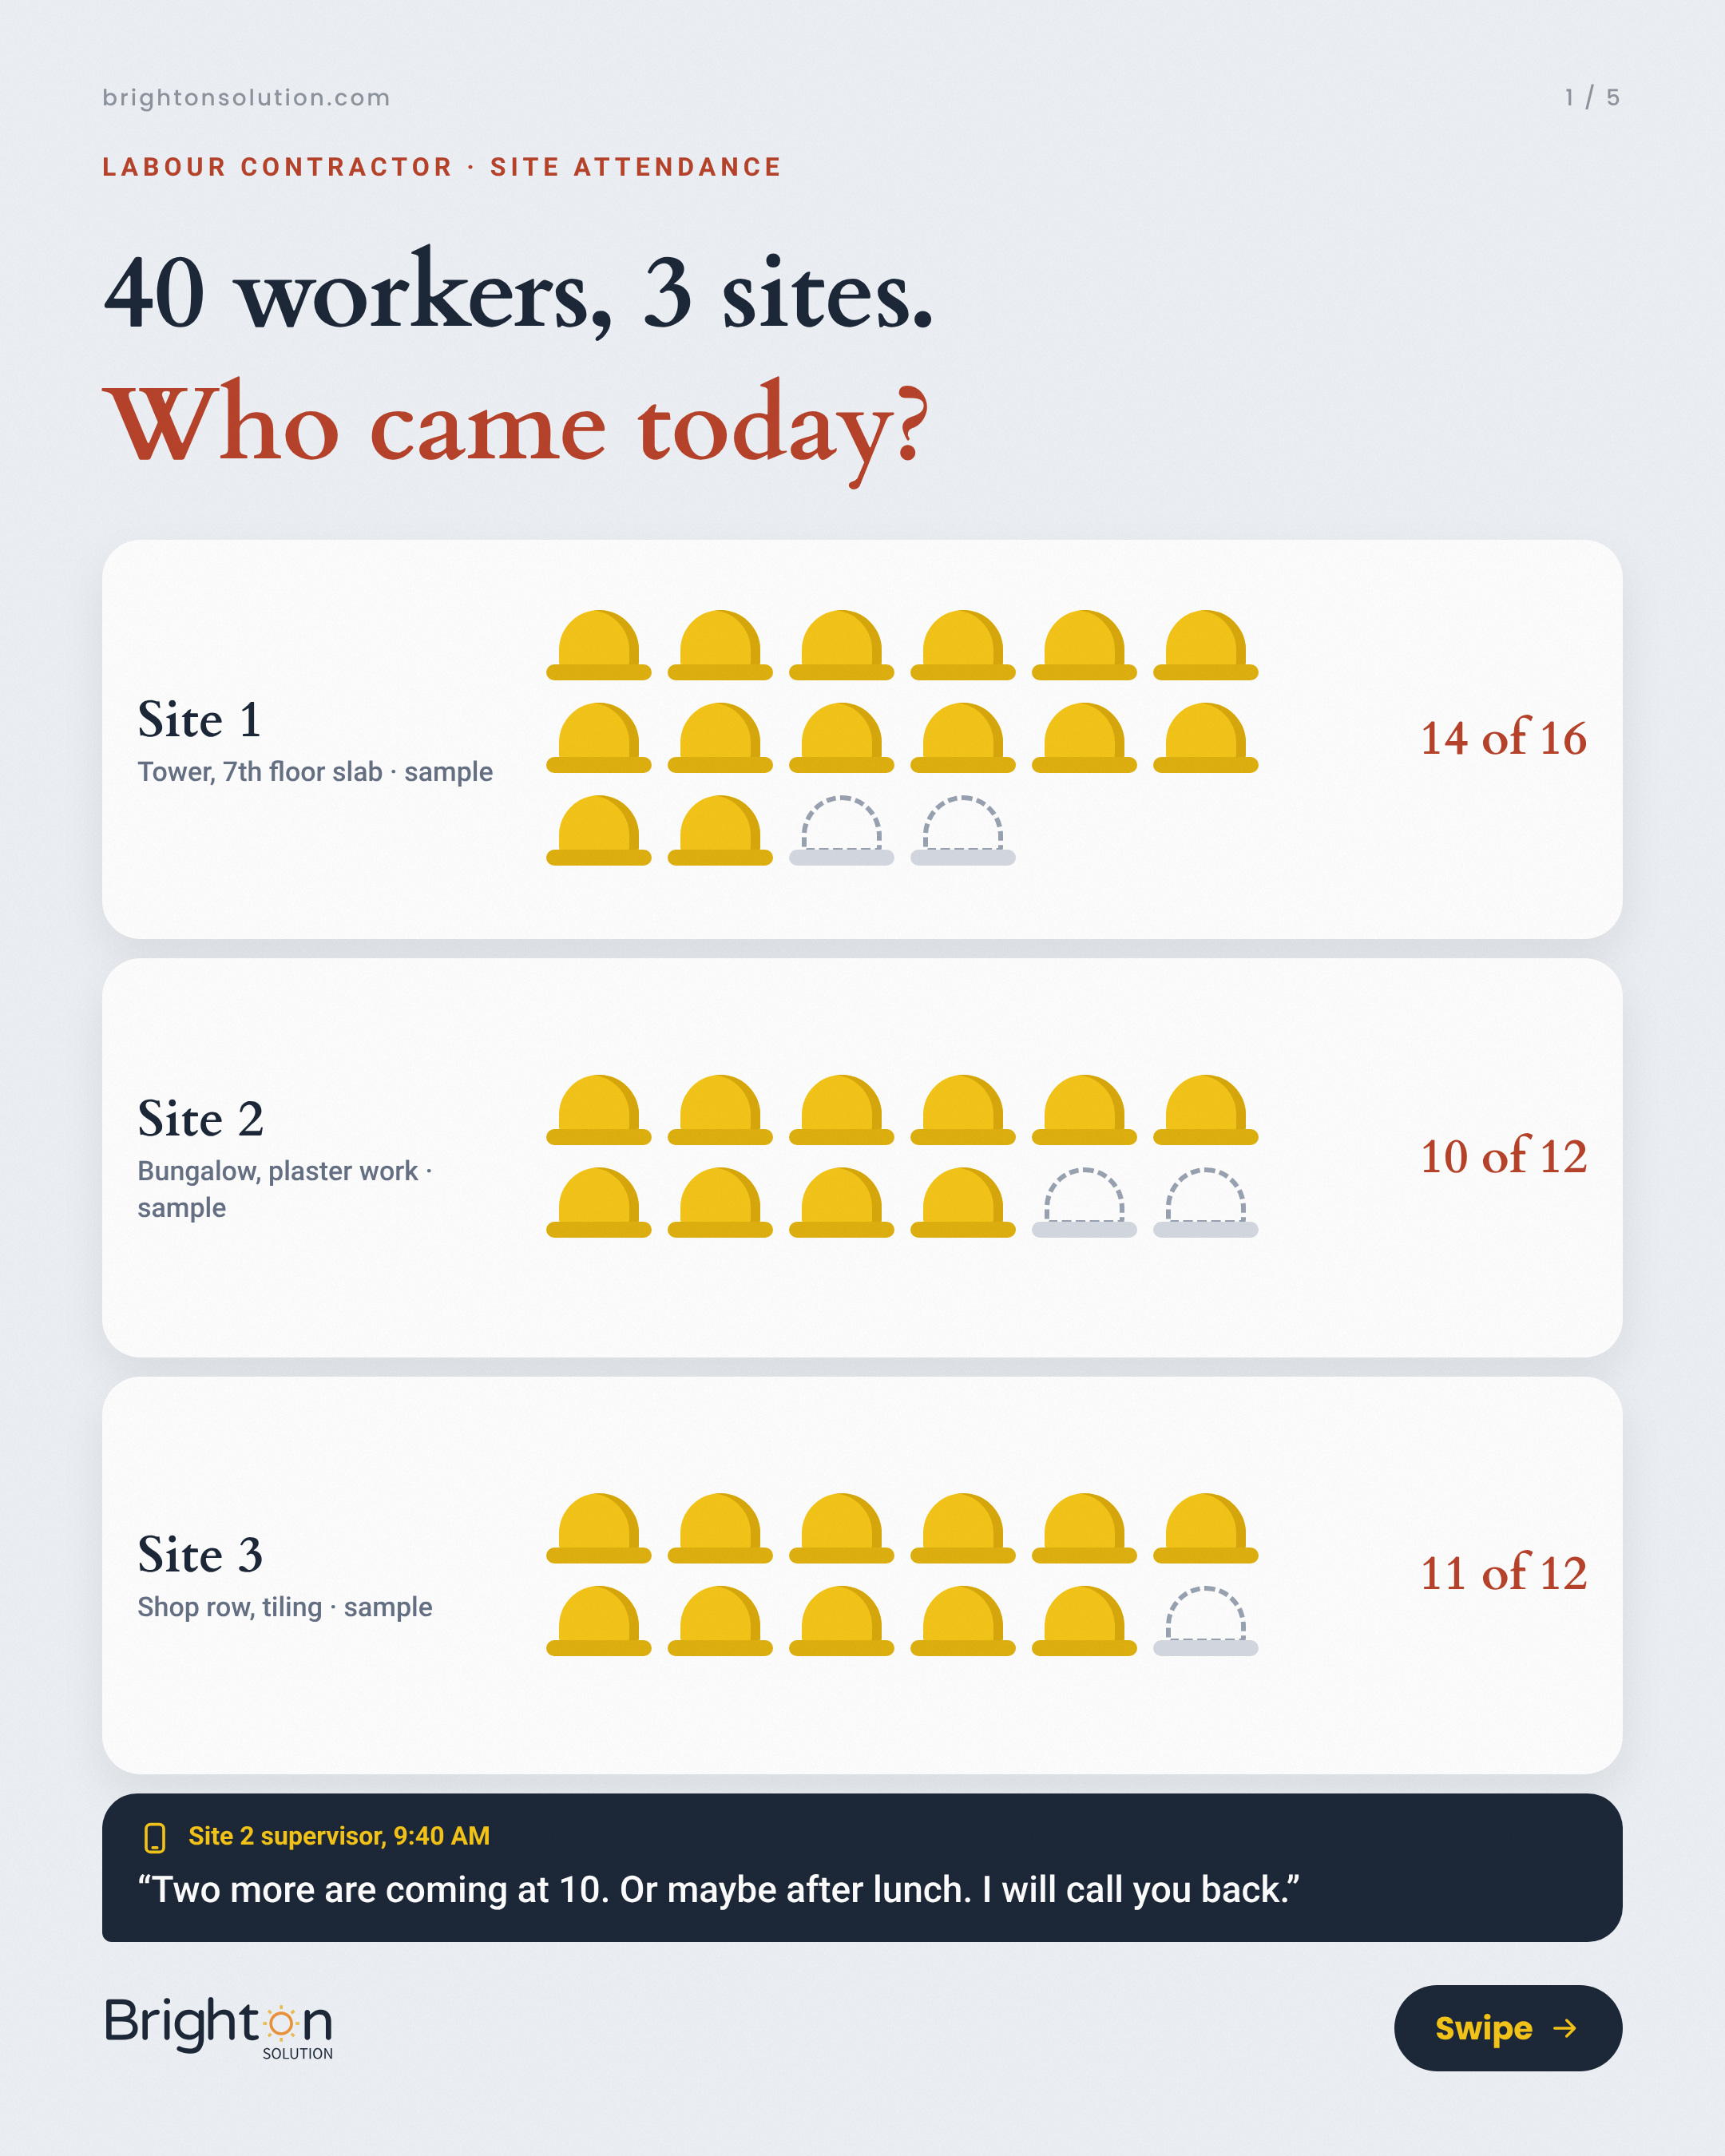 brightonsolution.com
1 / 5
LABOUR CONTRACTOR · SITE ATTENDANCE
40 workers, 3 sites.
Who came today?
Site 1
Tower, 7th floor slab · sample
14 of 16
Site 2
Bungalow, plaster work ·
sample
10 of 12
Site 3
Shop row, tiling · sample
11 of 12
Site 2 supervisor, 9:40 AM
“Two more are coming at 10. Or maybe after lunch. I will call you back.”
Brighton
SOLUTION
Swipe →